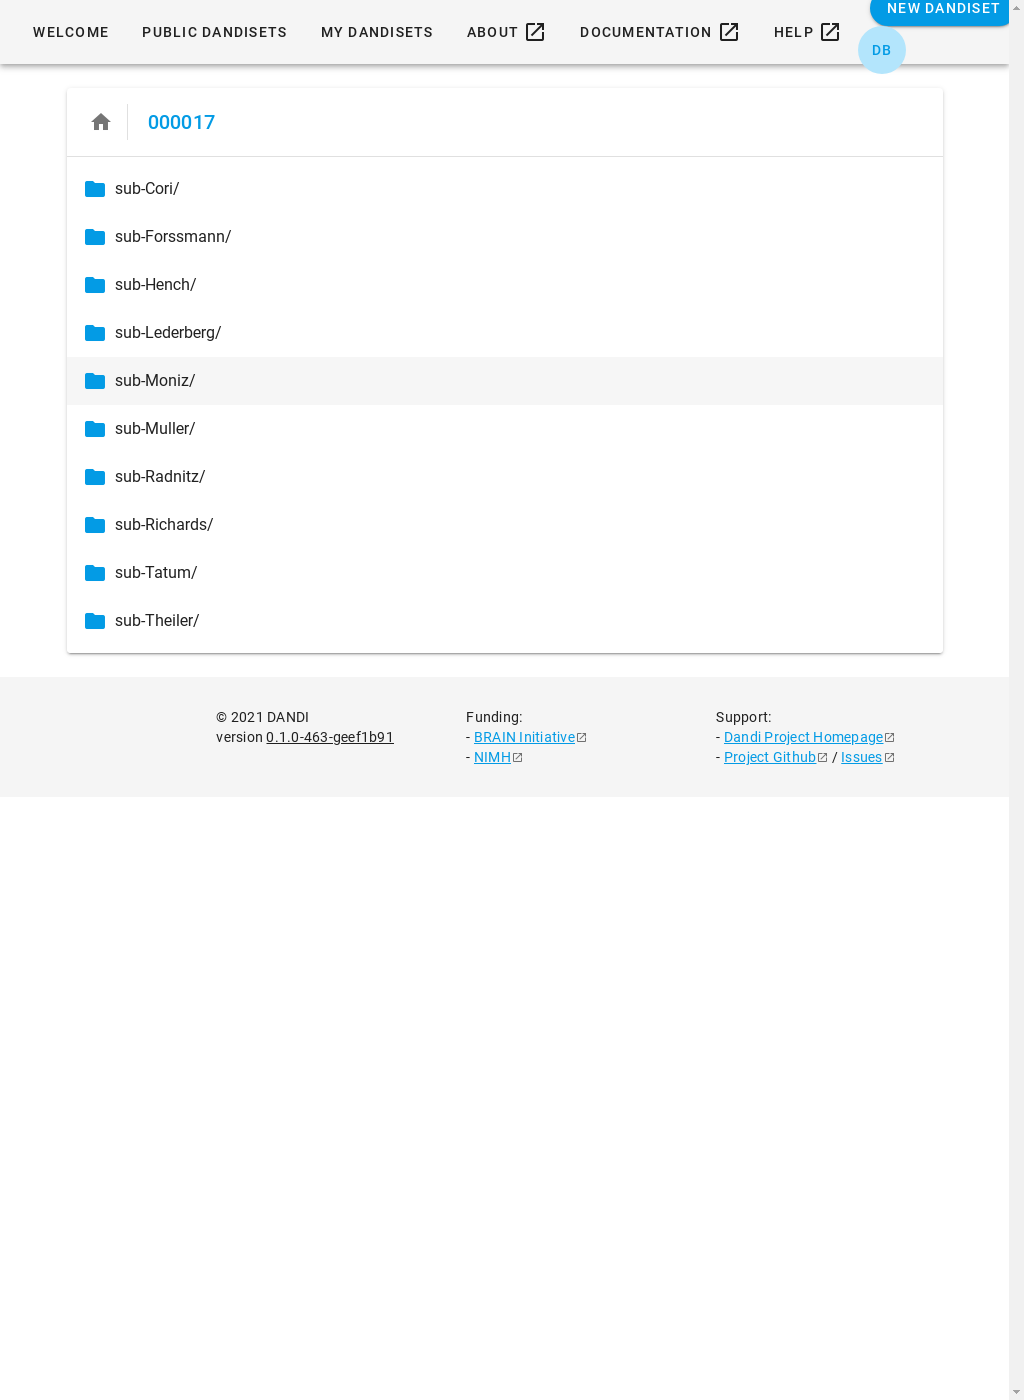 NEW DANDISET
WELCOME PUBLIC DANDISETS MY DANDISETS ABOUT DOCUMENTATION HELP
DB
000017
sub-Cori/
sub-Forssmann/
sub-Hench/
sub-Lederberg/
sub-Moniz/
sub-Muller/
sub-Radnitz/
sub-Richards/
sub-Tatum/
sub-Theiler/
© 2021 DANDI
version 0.1.0-463-geef1b91
Funding:
- BRAIN Initiative
- NIMH
Support:
- Dandi Project Homepage
- Project Github / Issues